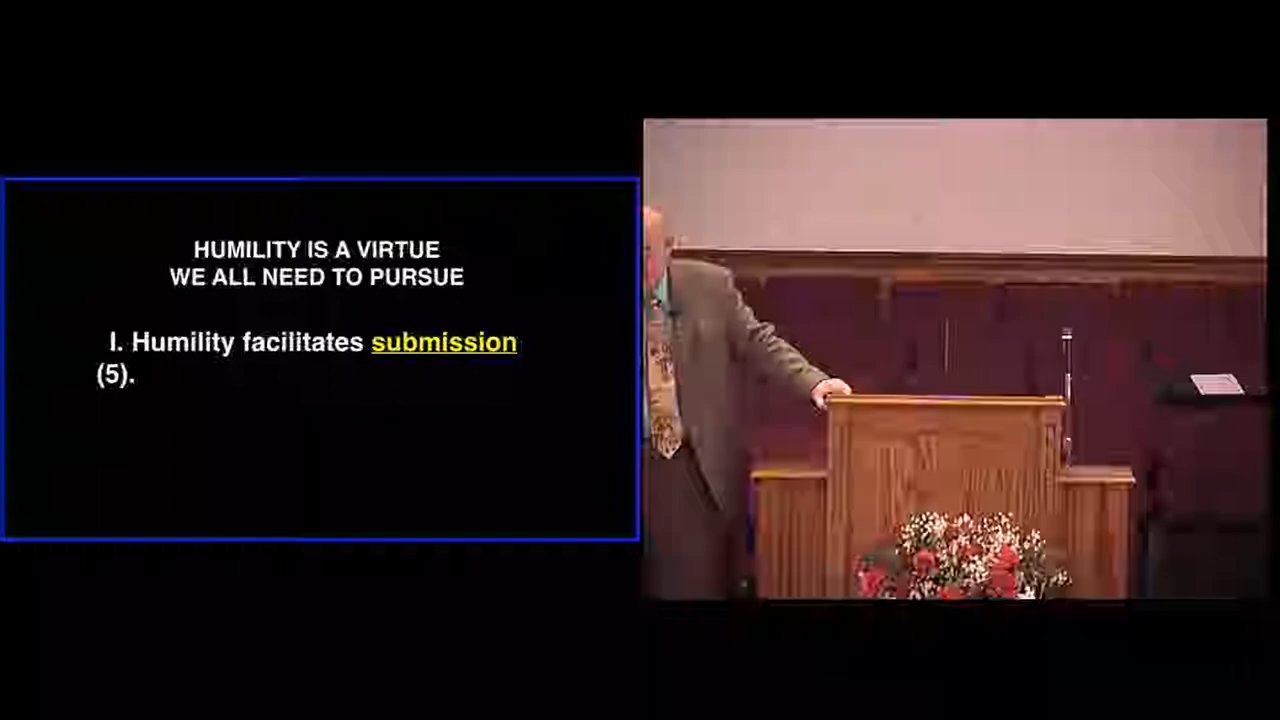 HUMILITY IS A VIRTUE
WE ALL NEED TO PURSUE
I. Humility facilitates submission
(5).